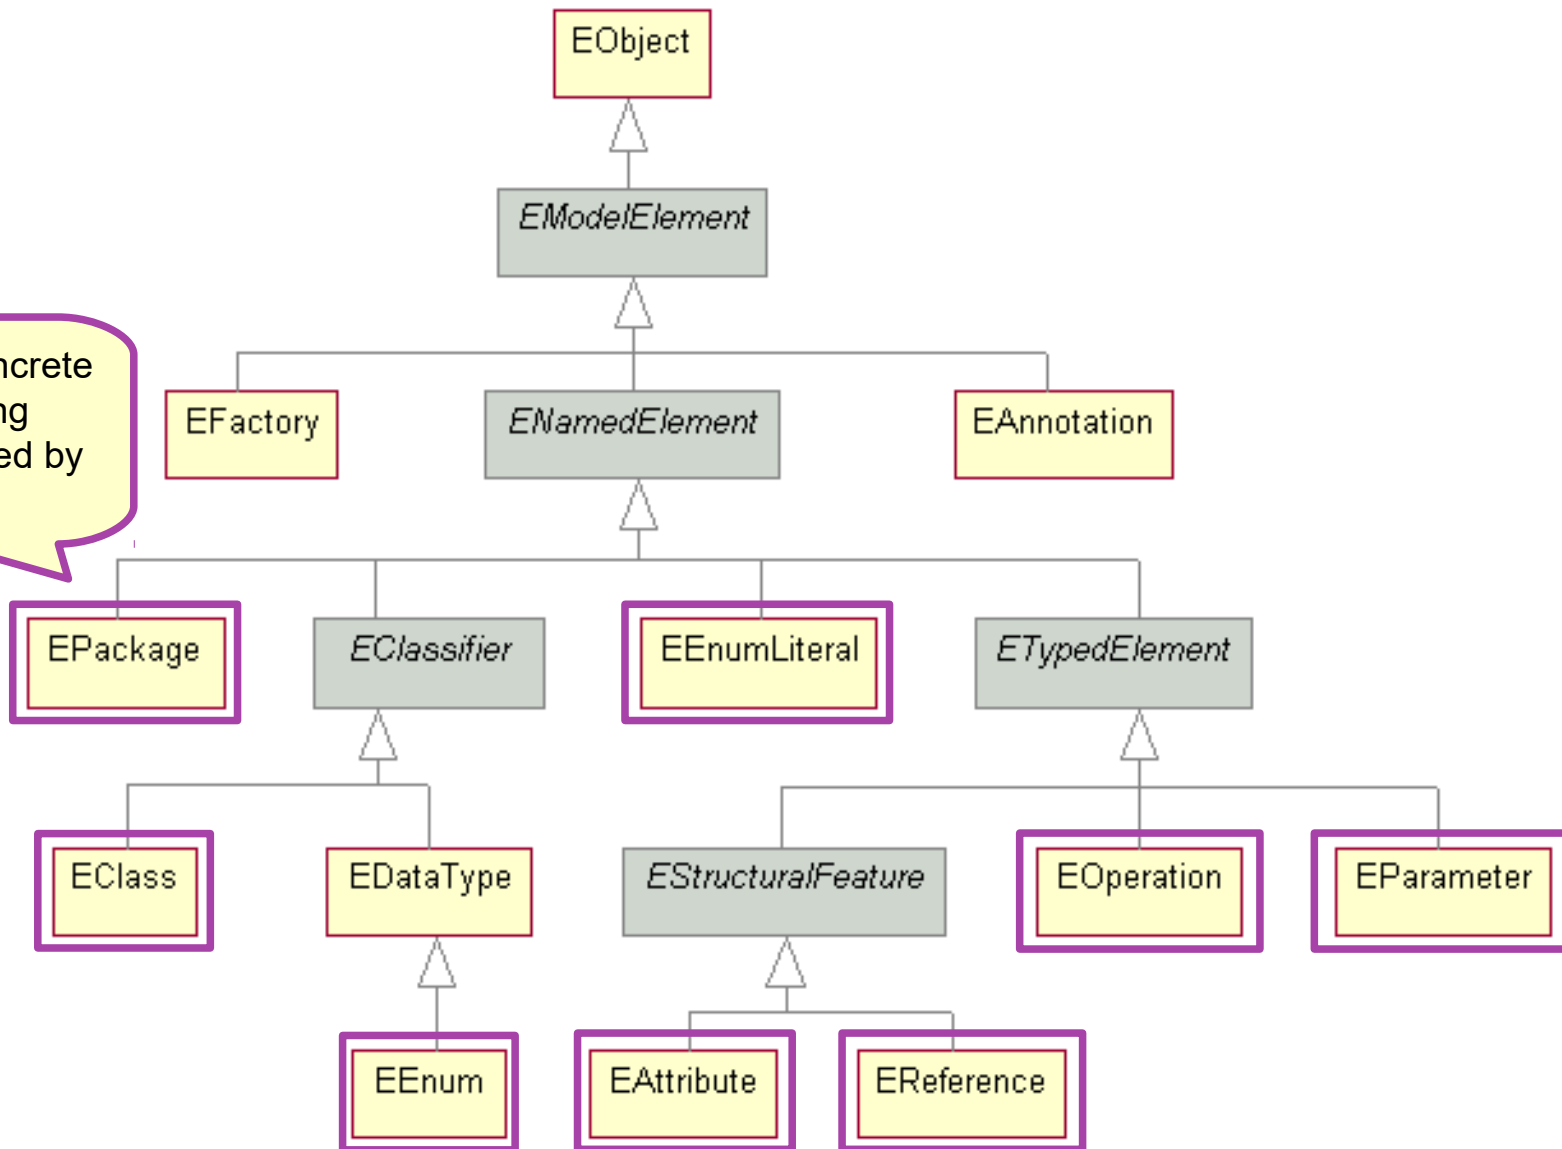 EObject
EModelElement
ncrete
ng
ed by
EFactory
ENamedElement
EAnnotation
EPackage
EClassifier
EEnumLiteral
ETypedElement
EClass
EDataType
EStructuralFeature
EOperation
EParameter
EEnum
EAttribute
EReference